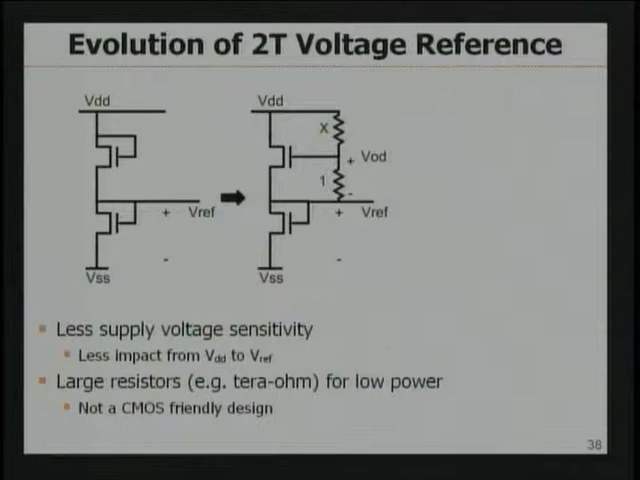 Evolution of 2T Voltage Reference
Vdd
Vdd
X
+ Vod
1
-
+ Vref
+ Vref
-
-
Vss
Vss
Less supply voltage sensitivity
Less impact from Vdd to Vref
Large resistors (e.g. tera-ohm) for low power
Not a CMOS friendly design
38